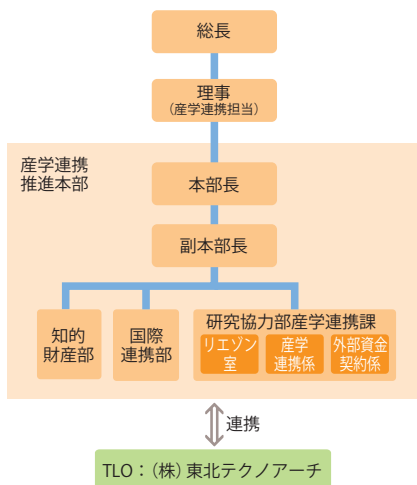 総長
理事
(産学連携担当)
産学連携
推進本部
本部長
副本部長
知的
財産部
国際
連携部
研究協力部産学連携課
リエゾン
室
産学
連携係
外部資金
契約係
連携
TLO：(株)東北テクノアーチ